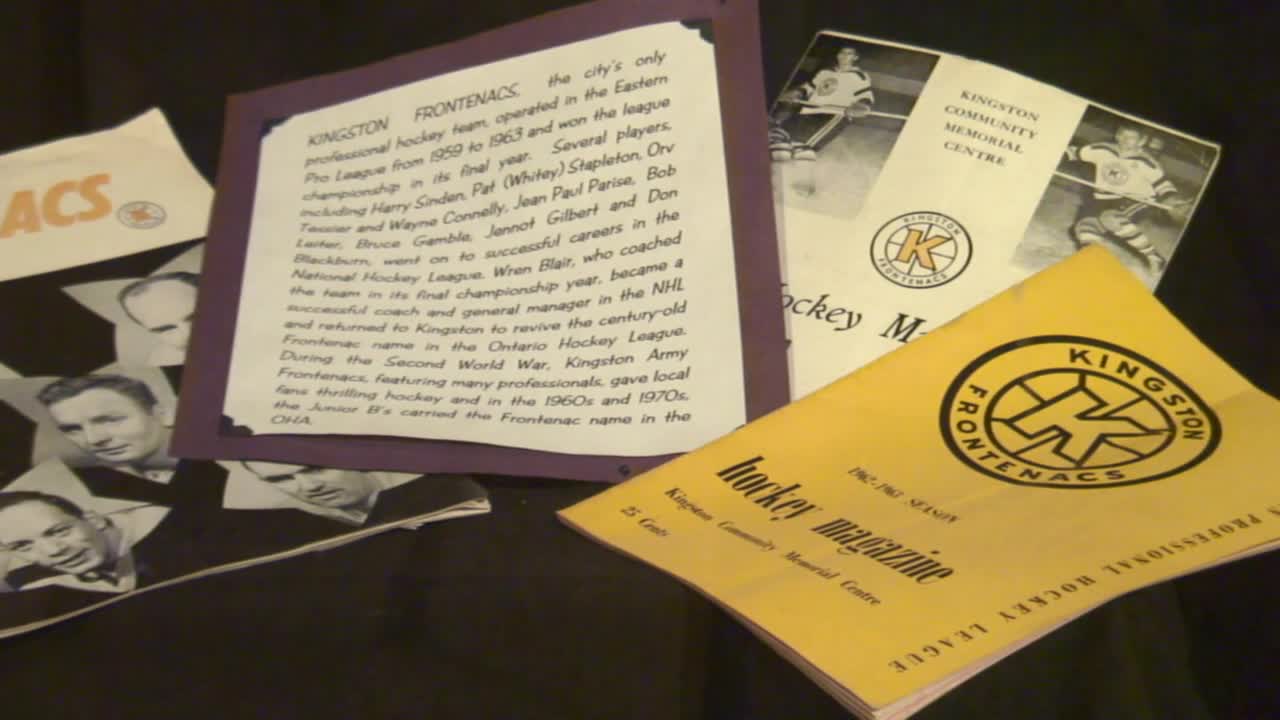 ACS
KINGSTON FRONTENACS, the city's only
professional hockey team, operated in the Eastern
Pro League from 1959 to 1963 and won the league
championship in its final year. Several players,
including Harry Sinden, Pat (Whitey) Stapleton, Orv
Tessier and Wayne Connelly, Jean Paul Parise, Bob
Leiter, Bruce Gamble, Jennot Gilbert and Don
Blackburn, went on to successful careers in the
National Hockey League. Wren Blair, who coached
the team in its final championship year, became a
successful coach and general manager in the NHL
and returned to Kingston to revive the century-old
Frontenac name in the Ontario Hockey League.
During the Second World War, Kingston Army
Frontenacs, featuring many professionals, gave local
fans thrilling hockey and in the 1960s and 1970s,
the Junior B's carried the Frontenac name in the
OHA.
KINGSTON
COMMUNITY
MEMORIAL
CENTRE
KINGSTON
K
FRONTENACS
ockey M
KINGSTON
K
FRONTENACS
1962-1963 SEASON
hockey magazine
Kingston Community Memorial Centre
25 Cents
PROFESSIONAL HOCKEY LEAGUE